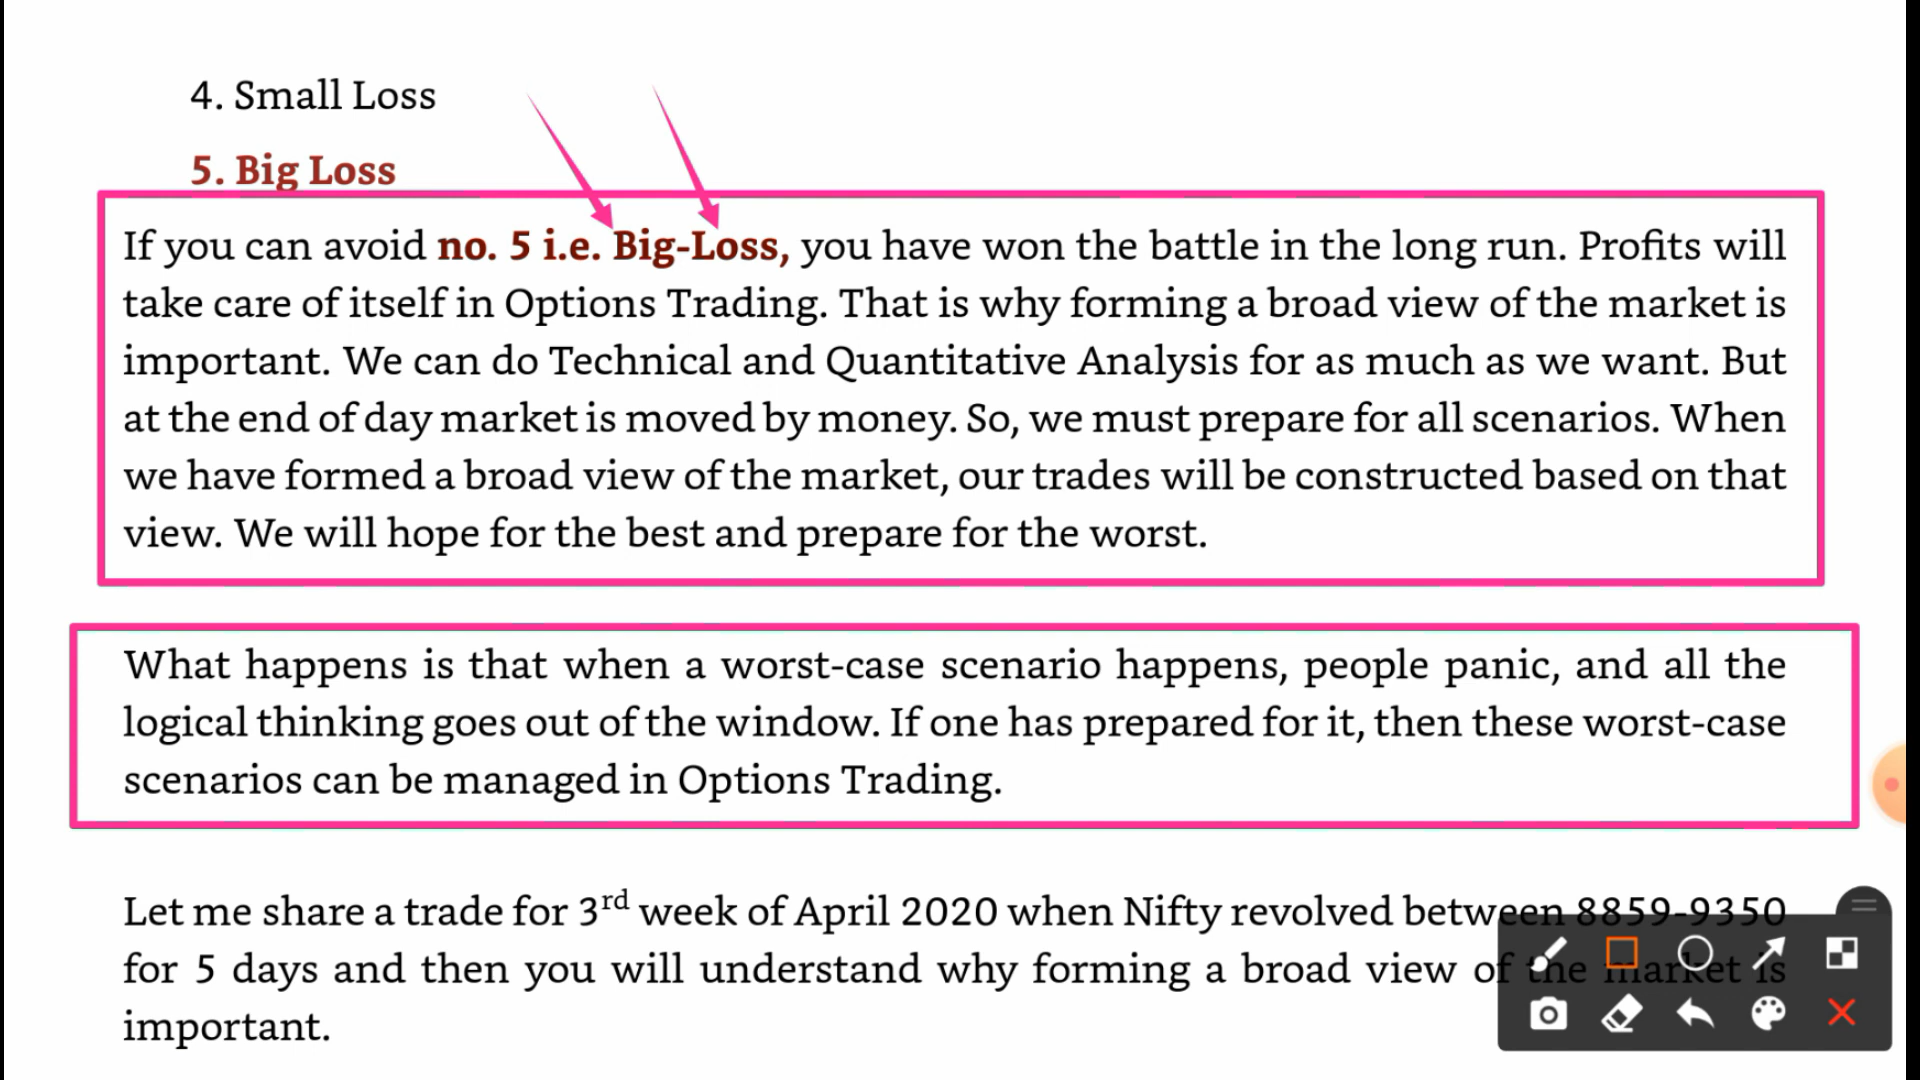 4. Small Loss
5. Big Loss
If you can avoid no. 5 i.e. Big-Loss, you have won the battle in the long run. Profits will
take care of itself in Options Trading. That is why forming a broad view of the market is
important. We can do Technical and Quantitative Analysis for as much as we want. But
at the end of day market is moved by money. So, we must prepare for all scenarios. When
we have formed a broad view of the market, our trades will be constructed based on that
view. We will hope for the best and prepare for the worst.
What happens is that when a worst-case scenario happens, people panic, and all the
logical thinking goes out of the window. If one has prepared for it, then these worst-case
scenarios can be managed in Options Trading.
Let me share a trade for 3rd week of April 2020 when Nifty revolved between 8859-9350
for 5 days and then you will understand why forming a broad view of the market is
important.